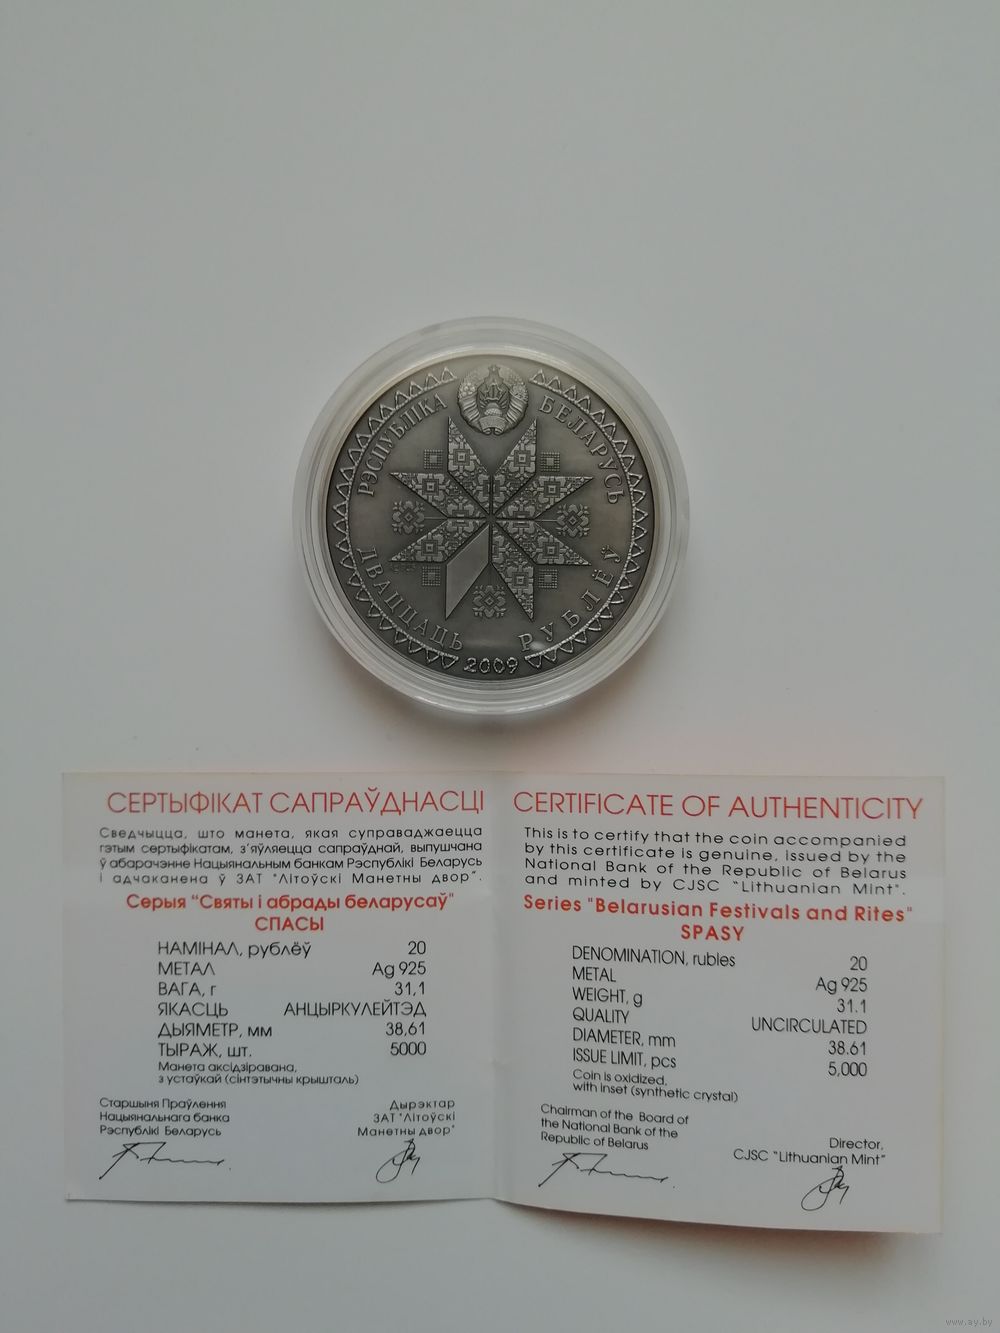 РЭСПУБЛІКА БЕЛАРУСЬ
ДВАЦЦАЦЬ РУБЛЁЎ
2009
СЕРТЫФІКАТ САПРАЎДНАСЦІ
Сведчыцца, што манета, якая суправаджаецца
гэтым сертыфікатам, з'яўляецца сапраўднай, выпушчана
ў абарачэнне Нацыянальным банкам Рэспублікі Беларусь
і адчаканена ў ЗАТ "Літоўскі Манетны двор".
Серыя "Святы і абрады беларусаў"
СПАСЫ
НАМІНАЛ, рублёў 20
МЕТАЛ Ag 925
ВАГА, г 31,1
ЯКАСЦЬ АНЦЫРКУЛЕЙТЭД
ДЫЯМЕТР, мм 38,61
ТЫРАЖ, шт. 5000
Манета аксідзіравана,
з устаўкай (сінтэтычны крышталь)
Старшыня Праўлення
Нацыянальнага банка
Рэспублікі Беларусь
Дырэктар
ЗАТ "Літоўскі
Манетны двор"
CERTIFICATE OF AUTHENTICITY
This is to certify that the coin accompanied
by this certificate is genuine, issued by the
National Bank of the Republic of Belarus
and minted by CJSC "Lithuanian Mint".
Series "Belarusian Festivals and Rites"
SPASY
DENOMINATION, rubles 20
METAL Ag 925
WEIGHT, g 31.1
QUALITY UNCIRCULATED
DIAMETER, mm 38.61
ISSUE LIMIT, pcs 5,000
Coin is oxidized,
with inset (synthetic crystal)
Chairman of the Board of
the National Bank of the
Republic of Belarus
Director,
CJSC "Lithuanian Mint"
www.ay.by